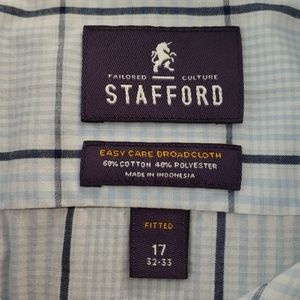 TAILORED CULTURE
STAFFORD
EASY CARE BROADCLOTH
60% COTTON 40% POLYESTER
MADE IN INDONESIA
FITTED
17
32-33